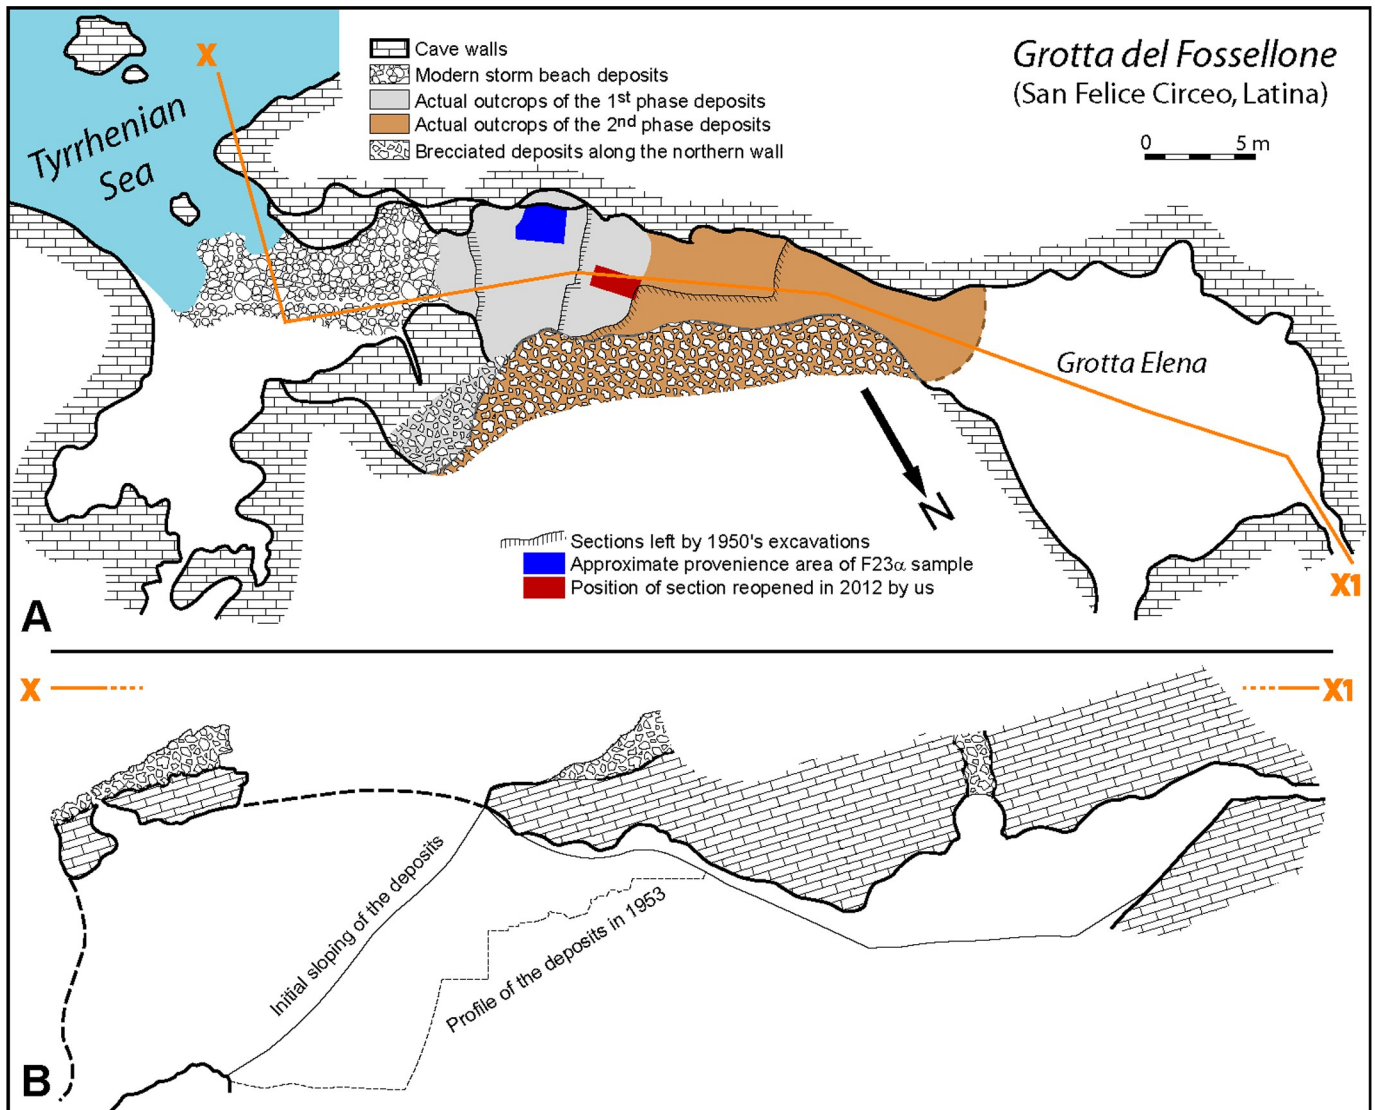 X
Tyrrhenian
Sea
Cave walls
Modern storm beach deposits
Actual outcrops of the 1st phase deposits
Actual outcrops of the 2nd phase deposits
Brecciated deposits along the northern wall
Grotta del Fossellone
(San Felice Circeo, Latina)
0 5 m
Grotta Elena
N
Sections left by 1950's excavations
Approximate provenience area of F23α sample
Position of section reopened in 2012 by us
X1
A
X
X1
Initial sloping of the deposits
Profile of the deposits in 1953
B